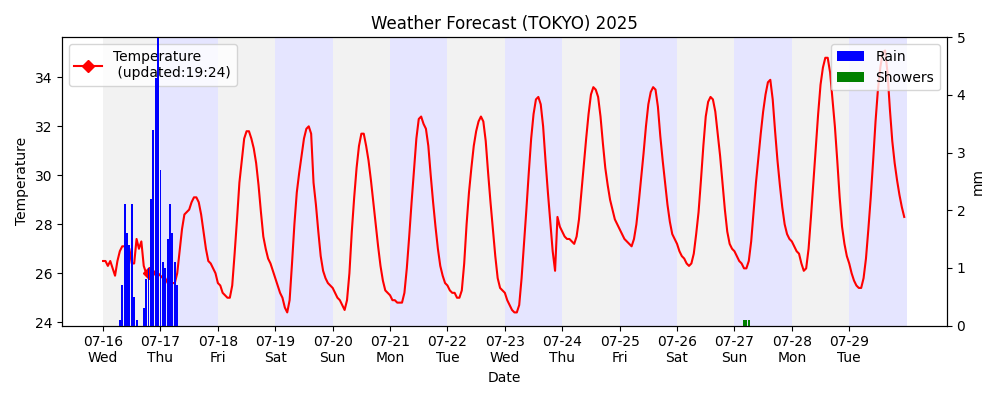 Weather Forecast (TOKYO) 2025
Temperature
(updated:19:24)
Rain
Showers
Temperature
34
32
30
28
26
24
5
4
3
2
1
0
mm
07-16 07-17 07-18 07-19 07-20 07-21 07-22 07-23 07-24 07-25 07-26 07-27 07-28 07-29
Wed Thu Fri Sat Sun Mon Tue Wed Thu Fri Sat Sun Mon Tue
Date